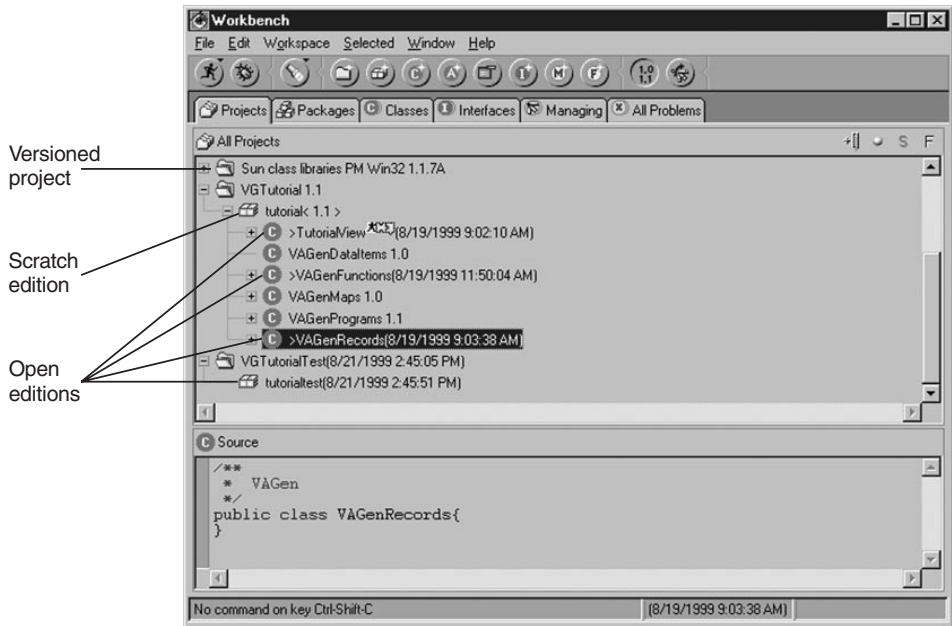 Workbench
File Edit Workspace Selected Window Help
1.0
1.1
Projects Packages Classes Interfaces Managing All Problems
All Projects
S F
Versioned
project
Sun class libraries PM Win32 1.1.7A
VGTutorial 1.1
tutorial< 1.1 >
C >TutorialView (8/19/1999 9:02:10 AM)
C VAGenDataItems 1.0
Scratch
edition
C >VAGenFunctions(8/19/1999 11:50:04 AM)
C VAGenMaps 1.0
C VAGenPrograms 1.1
C >VAGenRecords(8/19/1999 9:03:38 AM)
Open
editions
VGTutorialTest(8/21/1999 2:45:05 PM)
tutorialtest(8/21/1999 2:45:51 PM)
C Source
/**
* VAGen
*/
public class VAGenRecords{
}
No command on key Ctrl-Shift-C
(8/19/1999 9:03:38 AM)